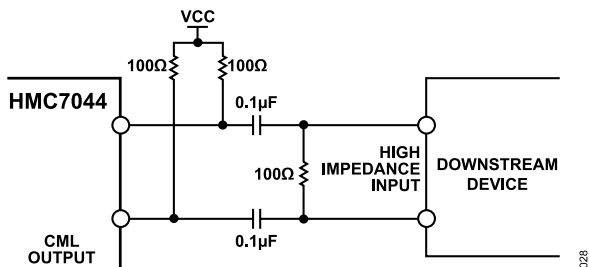 VCC
100Ω
100Ω
HMC7044
0.1µF
100Ω
HIGH
IMPEDANCE
INPUT
DOWNSTREAM
DEVICE
0.1µF
CML
OUTPUT
028